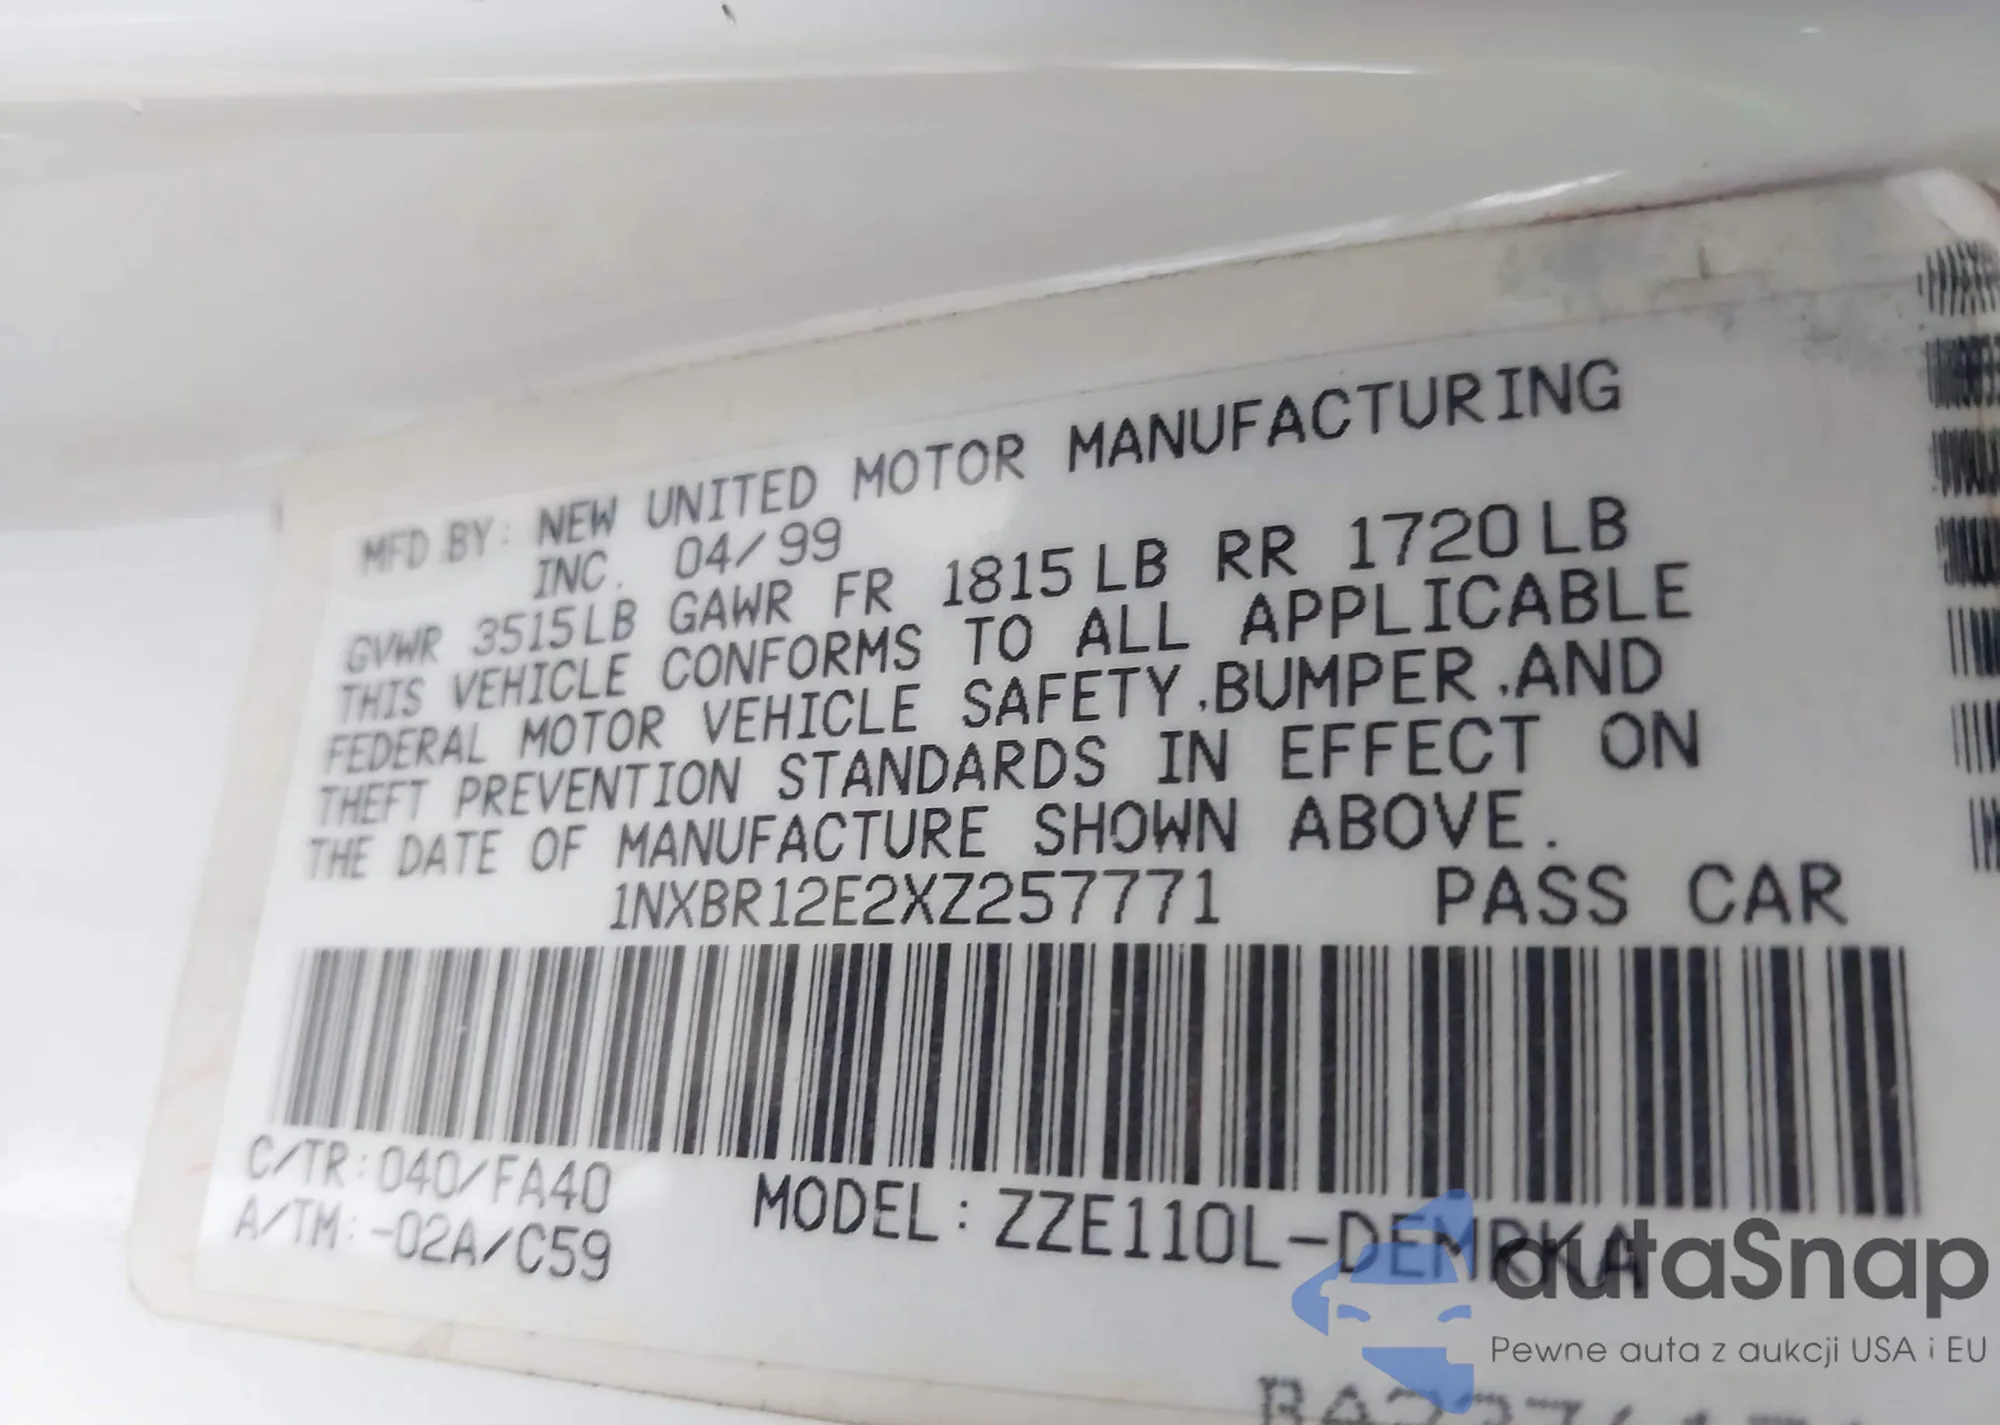 MFD.BY: NEW UNITED MOTOR MANUFACTURING
INC. 04/99
GVWR 3515LB GAWR FR 1815LB RR 1720LB
THIS VEHICLE CONFORMS TO ALL APPLICABLE
FEDERAL MOTOR VEHICLE SAFETY,BUMPER,AND
THEFT PREVENTION STANDARDS IN EFFECT ON
THE DATE OF MANUFACTURE SHOWN ABOVE.
1NXBR12E2XZ257771 PASS CAR
C/TR:040/FA40
A/TM:-02A/C59
MODEL:ZZE110L-DEMRKA
autaSnap
Pewne auta z aukcji USA i EU